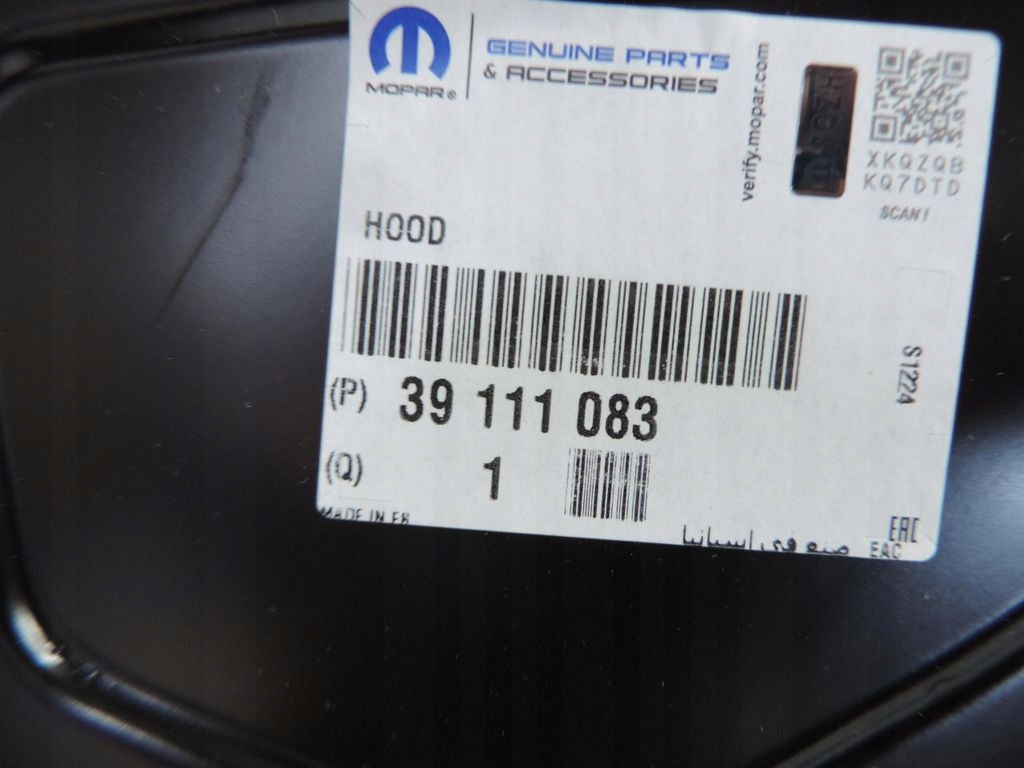 MOPAR®
GENUINE PARTS
& ACCESSORIES
verify.mopar.com
XKQZQB
KQ7DTD
SCAN!
HOOD
S1224
(P) 39 111 083
(Q) 1
MADE IN ES
صنع في إسبانيا
EAC
EAC